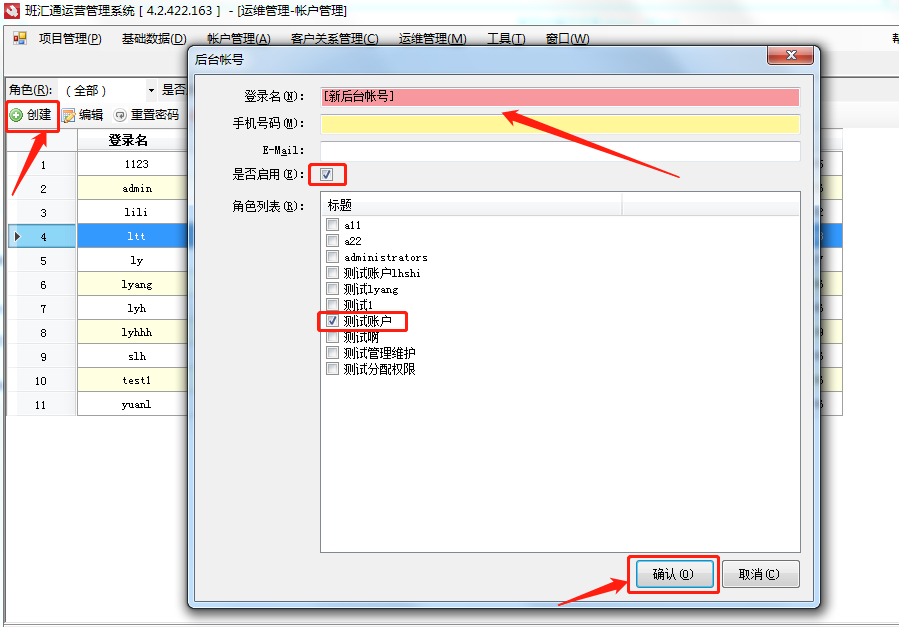 班汇通运营管理系统 [ 4.2.422.163 ] - [运维管理-帐户管理]
项目管理(P) 基础数据(D) 帐户管理(A) 客户关系管理(C) 运维管理(M) 工具(T) 窗口(W)
后台帐号
角色(R): （全部） 是否
创建 编辑 重置密码
登录名
1 1123
2 admin
3 lili
4 ltt
5 ly
6 lyang
7 lyh
8 lyhhh
9 slh
10 test1
11 yuanl
登录名(N): [新后台帐号]
手机号码(M):
E-Mail:
是否启用(E):
角色列表(R): 标题
a11
a22
administrators
测试账户lhshi
测试lyang
测试1
测试账户
测试啊
测试管理维护
测试分配权限
确认(O) 取消(C)